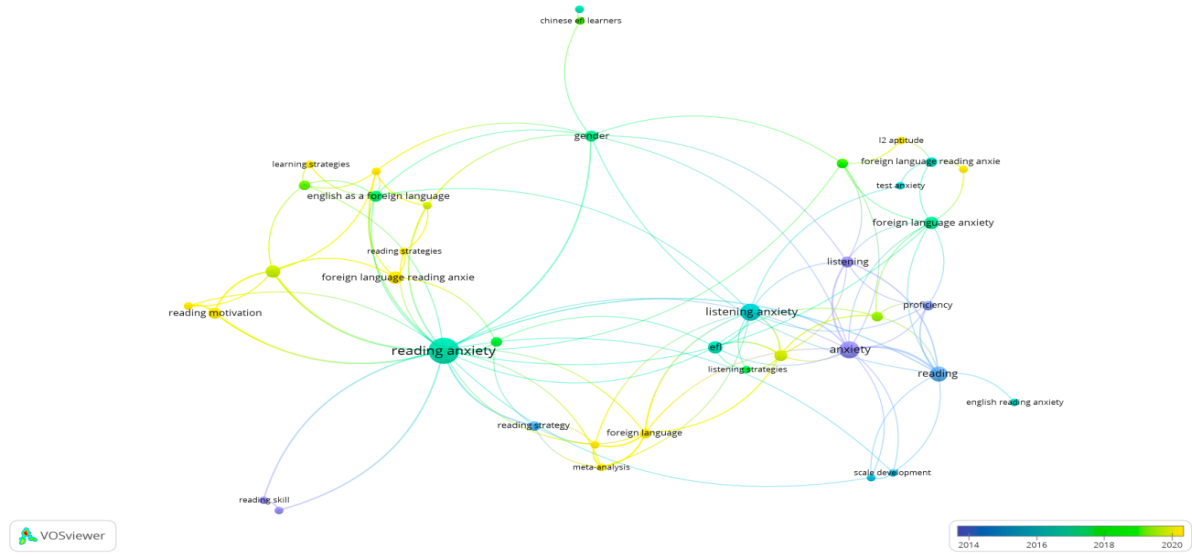 chinese efl learners
gender
l2 aptitude
learning strategies
foreign language reading anxie
test anxiety
english as a foreign language
foreign language anxiety
reading strategies
listening
foreign language reading anxie
proficiency
reading motivation
listening anxiety
reading anxiety
efl
anxiety
listening strategies
reading
english reading anxiety
reading strategy
foreign language
meta-analysis
scale development
reading skill
VOSviewer
2014 2016 2018 2020